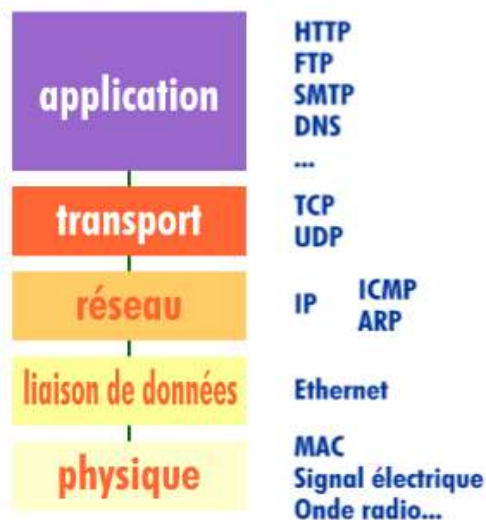 application
HTTP
FTP
SMTP
DNS
...
transport
TCP
UDP
réseau
IP
ICMP
ARP
liaison de données
Ethernet
physique
MAC
Signal électrique
Onde radio...